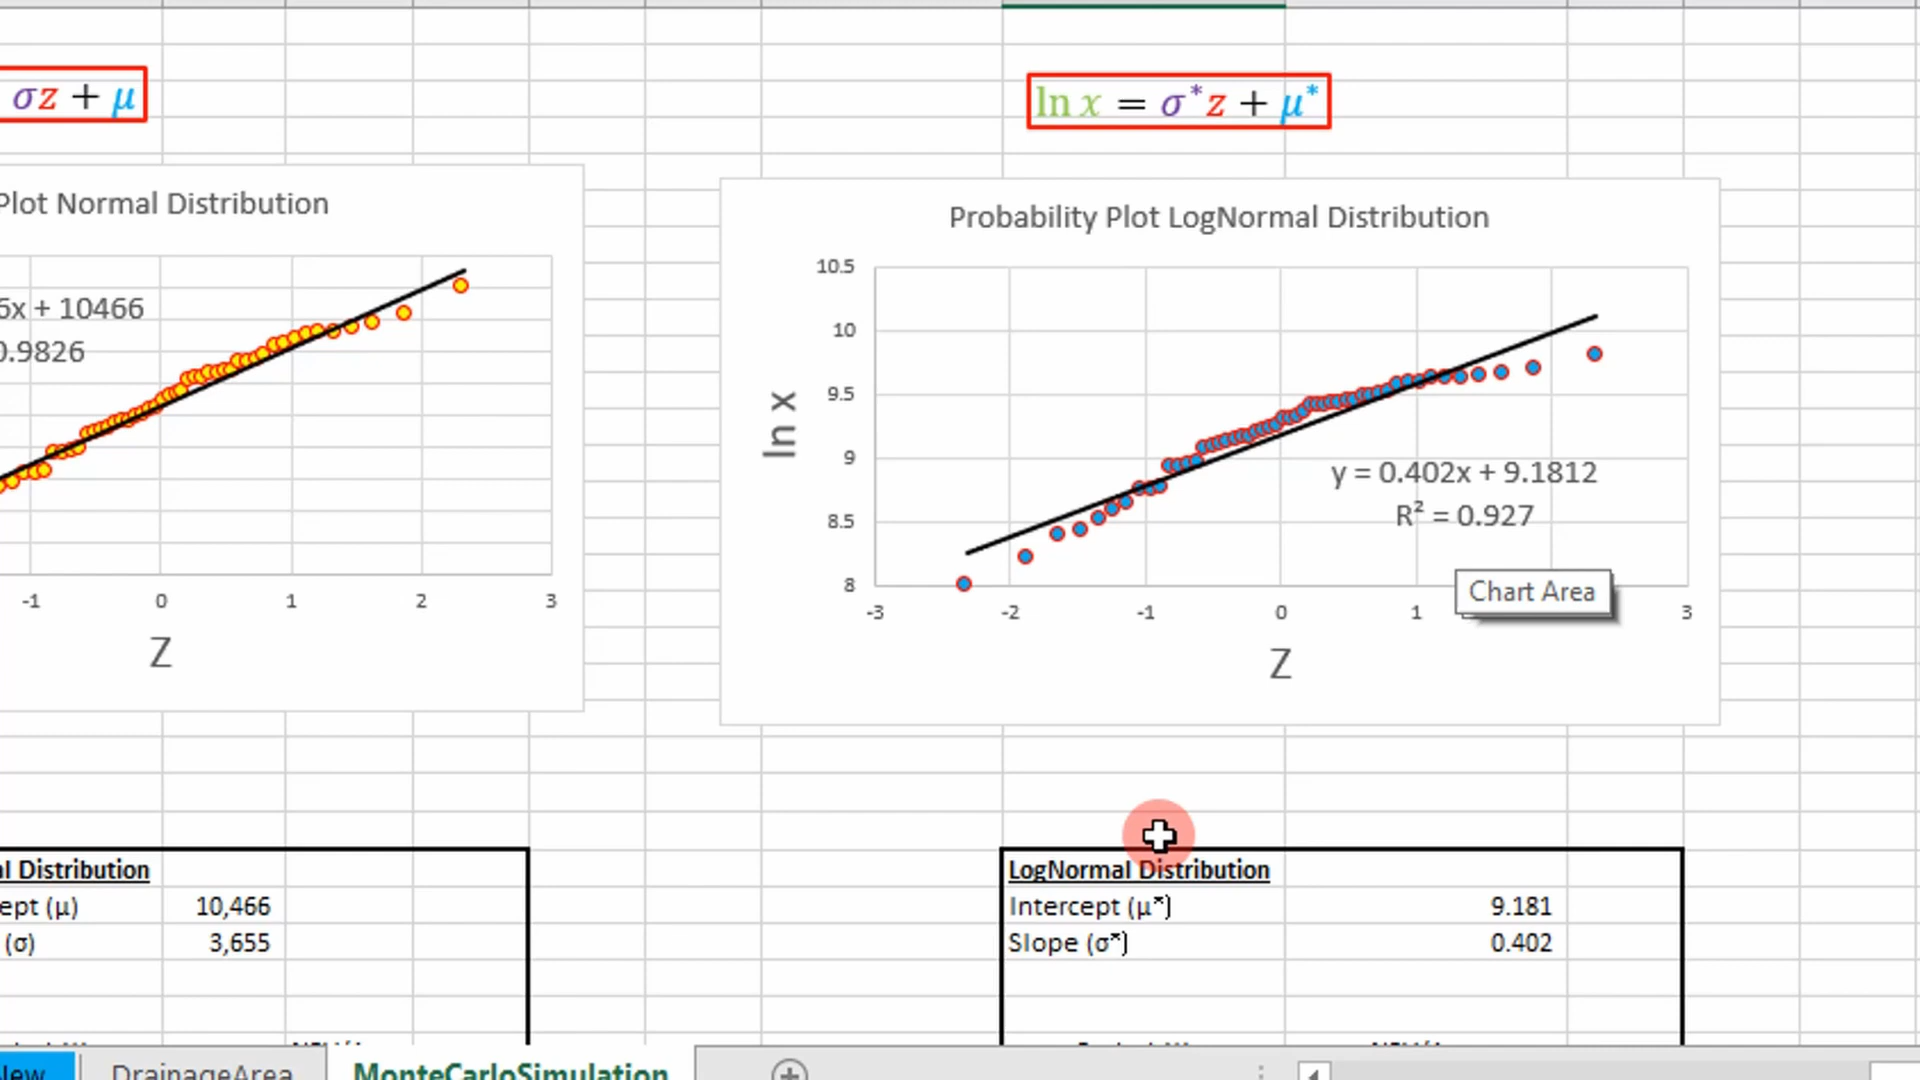 σz + μ
ln x = σ*z + μ*
Plot Normal Distribution
6x + 10466
0.9826
-1 0 1 2 3
Z
Probability Plot LogNormal Distribution
10.5
10
9.5
9
8.5
8
ln x
y = 0.402x + 9.1812
R² = 0.927
Chart Area
-3 -2 -1 0 1 3
Z
al Distribution
ept (μ) 10,466
(σ) 3,655
LogNormal Distribution
Intercept (μ*) 9.181
Slope (σ*) 0.402
New DrainageArea MonteCarloSimulation